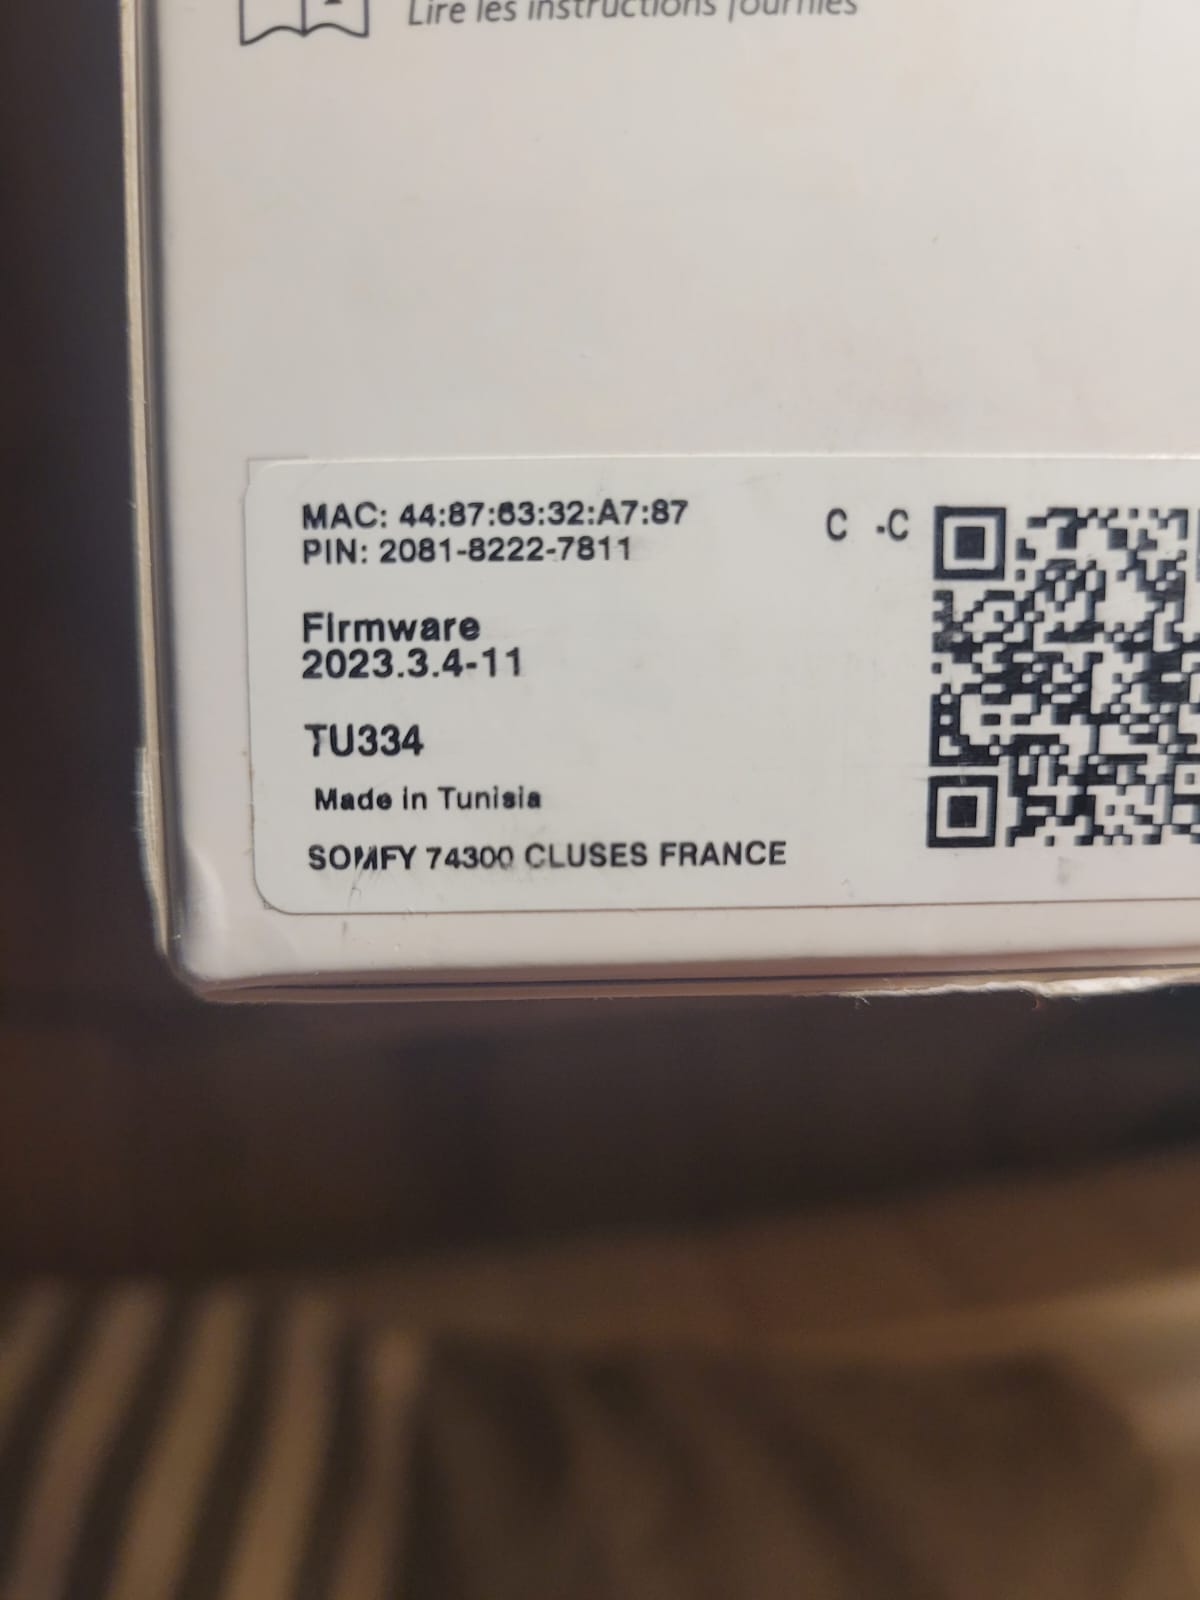 Lire les instructions fournies
MAC: 44:87:63:32:A7:87
PIN: 2081-8222-7811
C -C
Firmware
2023.3.4-11
TU334
Made in Tunisia
SOMFY 74300 CLUSES FRANCE